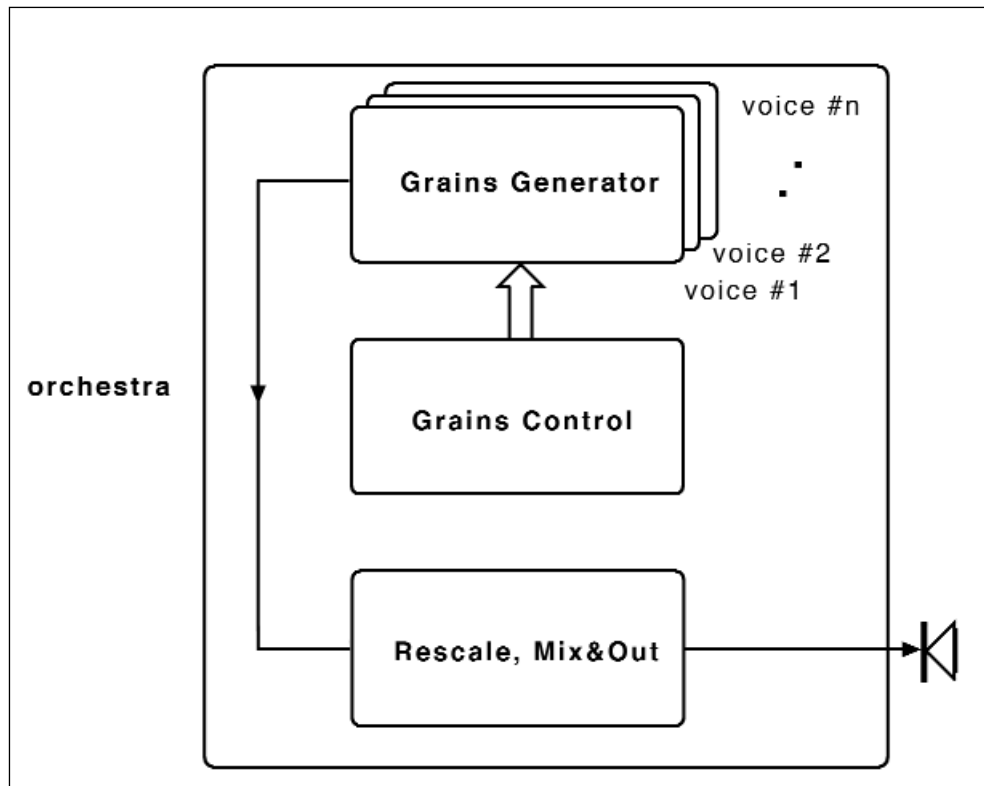 voice #n
Grains Generator
voice #2
voice #1
orchestra
Grains Control
Rescale, Mix&Out